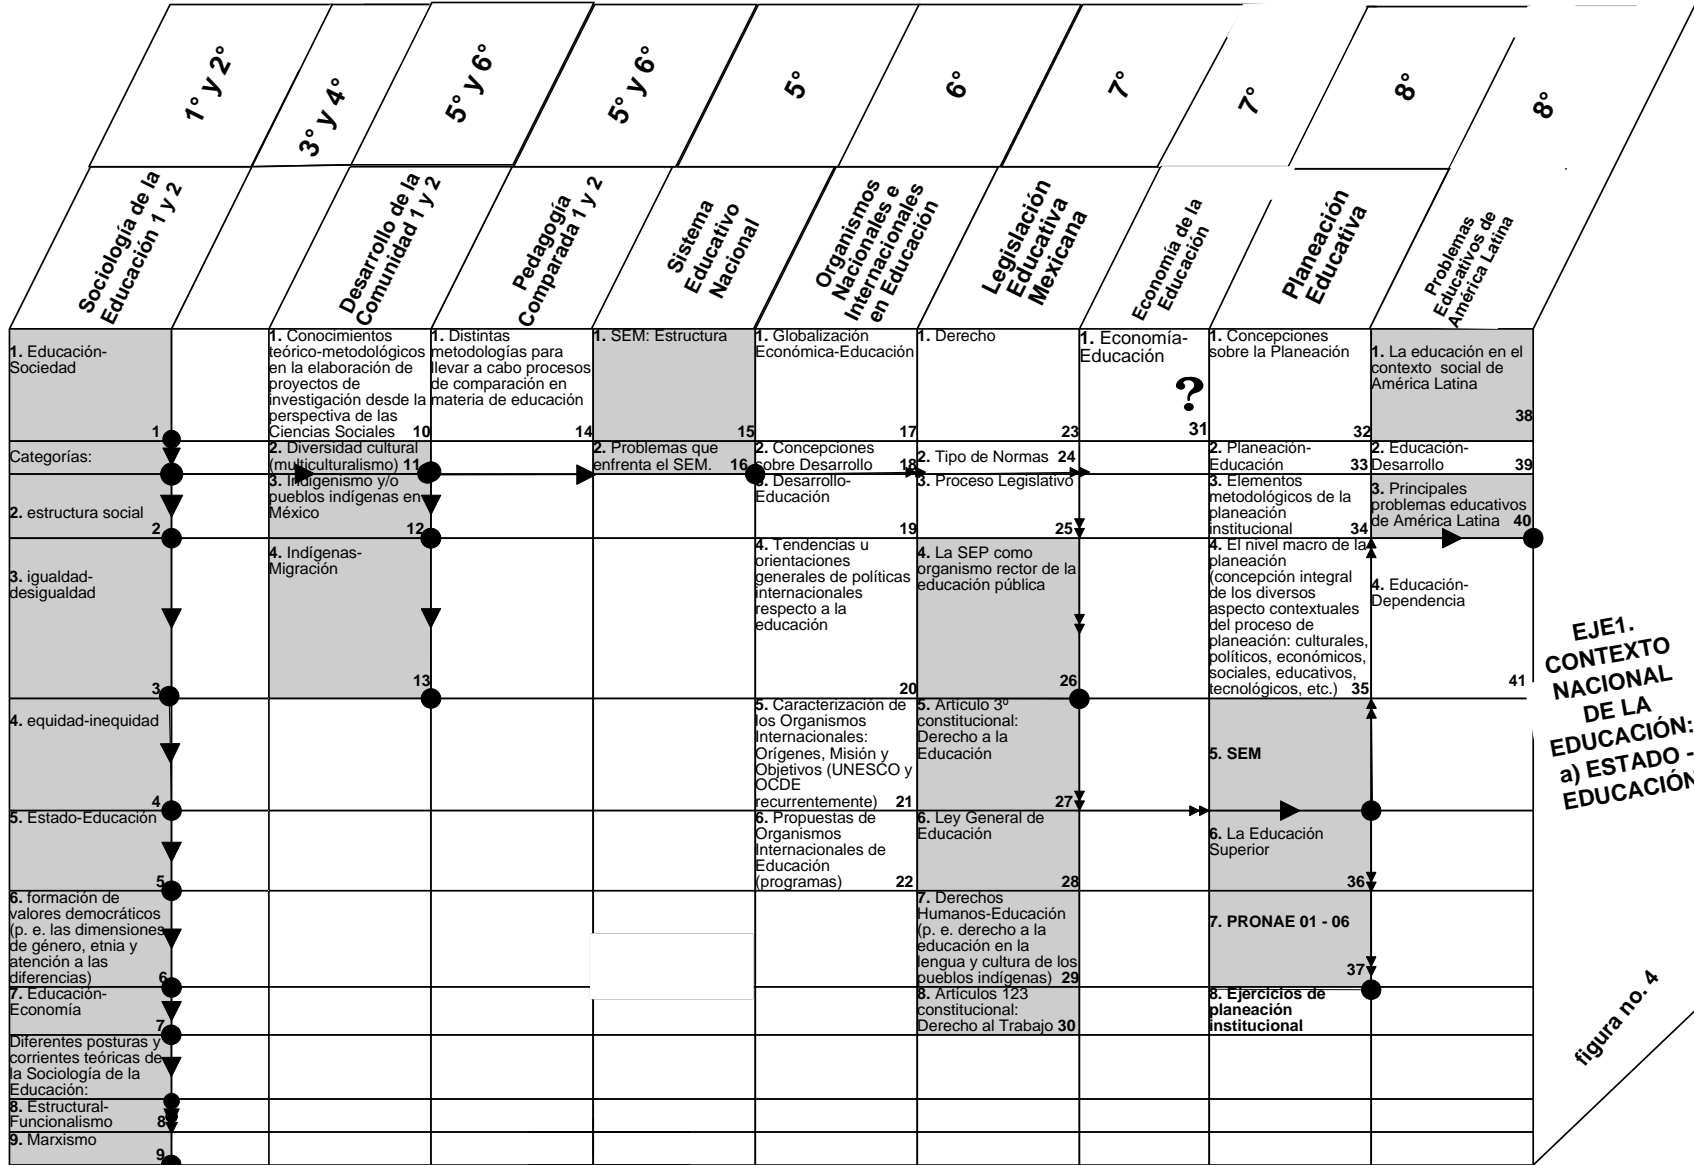 1° y 2°
3° y 4°
5° y 6°
5° y 6°
5°
6°
7°
7°
8°
8°
Sociología de la
Educación 1 y 2
Desarrollo de la
Comunidad 1 y 2
Pedagogía
Comparada 1 y 2
Sistema
Educativo
Nacional
Organismos
Nacionales e
Internacionales
en Educación
Legislación
Educativa
Mexicana
Economía de la
Educación
Planeación
Educativa
Problemas
Educativos de
América Latina
1. Educación-
Sociedad
1
Categorías:
2. estructura social
2
3. igualdad-
desigualdad
3
4. equidad-inequidad
4
5. Estado-Educación
5
6. formación de
valores democráticos
(p. e. las dimensiones
de género, etnia y
atención a las
diferencias)
6
7. Educación-
Economía
7
Diferentes posturas y
corrientes teóricas de
la Sociología de la
Educación:
8. Estructural-
Funcionalismo 8
9. Marxismo
9
1. Conocimientos
teórico-metodológicos
en la elaboración de
proyectos de
investigación desde la
perspectiva de las
Ciencias Sociales 10
2. Diversidad cultural
(multiculturalismo) 11
3. Indigenismo y/o
pueblos indígenas en
México
12
4. Indígenas-
Migración
13
1. Distintas
metodologías para
llevar a cabo procesos
de comparación en
materia de educación
14
1. SEM: Estructura
15
2. Problemas que
enfrenta el SEM. 16
1. Globalización
Económica-Educación
17
2. Concepciones
sobre Desarrollo 18
3. Desarrollo-
Educación
19
4. Tendencias u
orientaciones
generales de políticas
internacionales
respecto a la
educación
20
5. Caracterización de
los Organismos
Internacionales:
Orígenes, Misión y
Objetivos (UNESCO y
OCDE
recurrentemente) 21
6. Propuestas de
Organismos
Internacionales de
Educación
(programas) 22
1. Derecho
23
2. Tipo de Normas 24
3. Proceso Legislativo
25
4. La SEP como
organismo rector de la
educación pública
26
5. Artículo 3º
constitucional:
Derecho a la
Educación
27
6. Ley General de
Educación
28
7. Derechos
Humanos-Educación
(p. e. derecho a la
educación en la
lengua y cultura de los
pueblos indígenas) 29
8. Artículos 123
constitucional:
Derecho al Trabajo 30
1. Economía-
Educación
?
31
1. Concepciones
sobre la Planeación
32
2. Planeación-
Educación 33
3. Elementos
metodológicos de la
planeación
institucional 34
4. El nivel macro de la
planeación
(concepción integral
de los diversos
aspecto contextuales
del proceso de
planeación: culturales,
políticos, económicos,
sociales, educativos,
tecnológicos, etc.) 35
5. SEM
6. La Educación
Superior
36
7. PRONAE 01 - 06
37
8. Ejercicios de
planeación
institucional
1. La educación en el
contexto social de
América Latina
38
2. Educación-
Desarrollo 39
3. Principales
problemas educativos
de América Latina 40
4. Educación-
Dependencia
41
EJE1.
CONTEXTO
NACIONAL
DE LA
EDUCACIÓN:
a) ESTADO -
EDUCACIÓN
figura no. 4